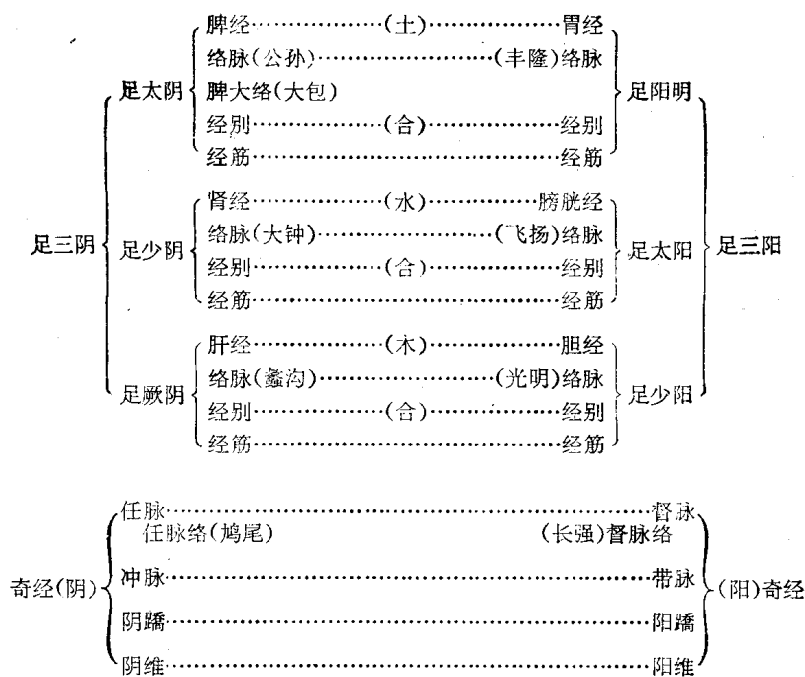 脾经················(土)·················胃经
络脉(公孙)·····················(丰隆)络脉
足太阴 脾大络(大包) 足阳明
经别················(合)·················经别
经筋······································经筋
肾经················(水)··············膀胱经
络脉(大钟)·····················(飞扬)络脉
足三阴 足少阴 足太阳 足三阳
经别················(合)·················经别
经筋······································经筋
肝经················(木)·················胆经
络脉(蠡沟)·····················(光明)络脉
足厥阴 足少阳
经别················(合)·················经别
经筋······································经筋
任脉······································督脉
任脉络(鸠尾) (长强)督脉络
奇经(阴) 冲脉······································带脉 (阳)奇经
阴蹻······································阳蹻
阴维······································阳维